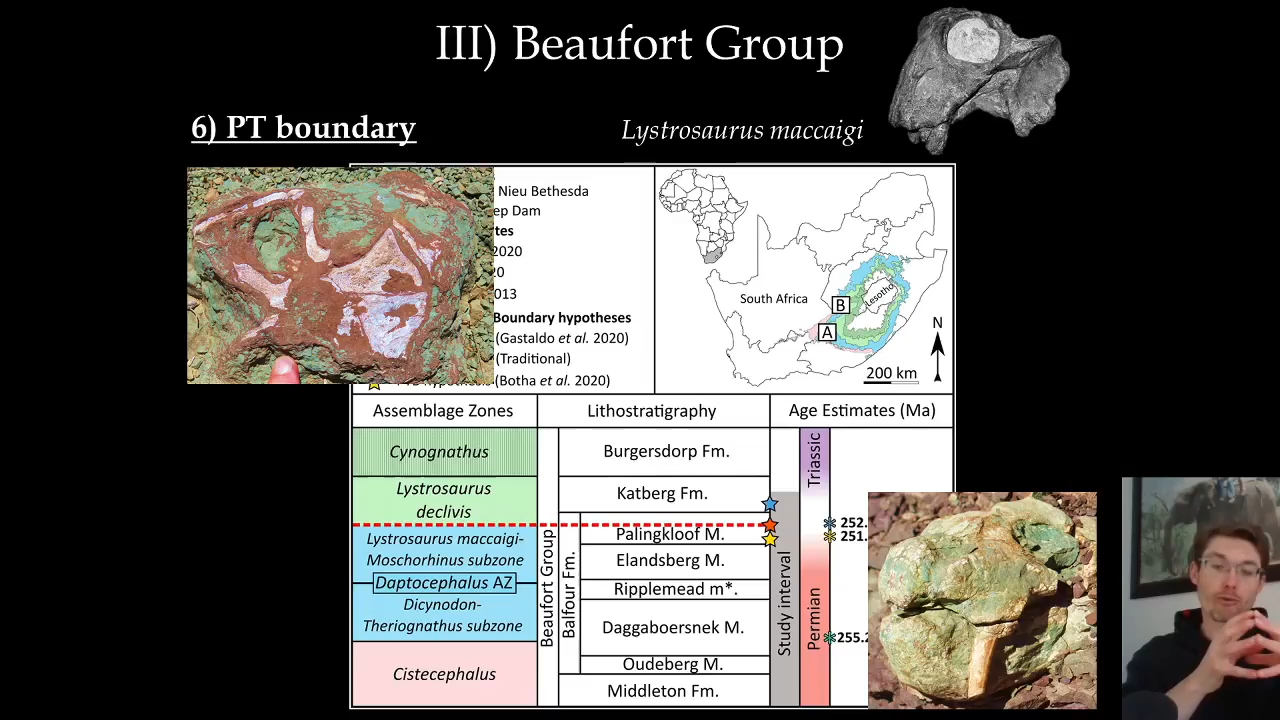 III) Beaufort Group
6) PT boundary
Lystrosaurus maccaigi
Nieu Bethesda
ep Dam
tes
2020
20
013
Boundary hypotheses
(Gastaldo et al. 2020)
(Traditional)
(Botha et al. 2020)
South Africa
Lesotho
B
A
N
200 km
Assemblage Zones
Lithostratigraphy
Age Estimates (Ma)
Cynognathus
Lystrosaurus
declivis
Lystrosaurus maccaigi-
Moschorhinus subzone
Daptocephalus AZ
Dicynodon-
Theriognathus subzone
Cistecephalus
Beaufort Group
Balfour Fm.
Burgersdorp Fm.
Katberg Fm.
Palingkloof M.
Elandsberg M.
Ripplemead m*.
Daggaboersnek M.
Oudeberg M.
Middleton Fm.
Study interval
Triassic
Permian
252.
251.
255.2